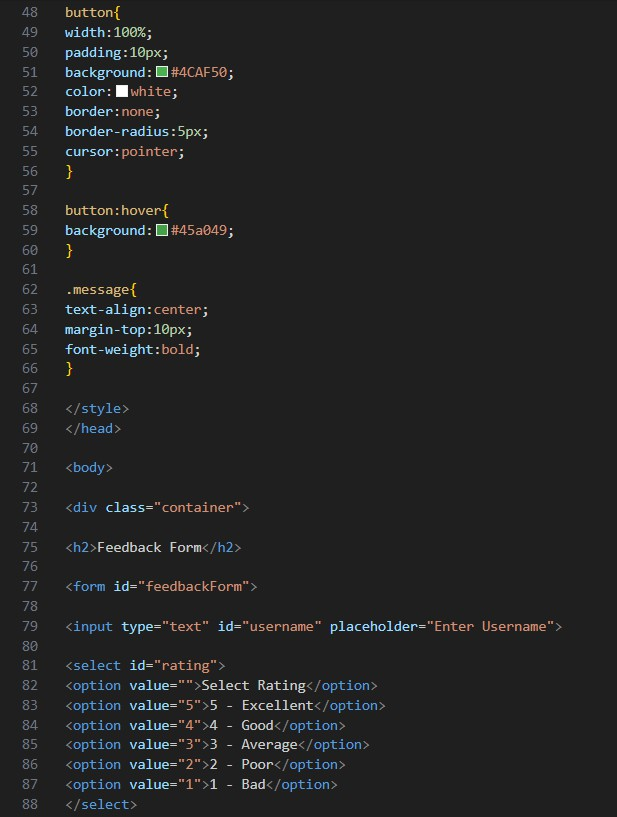 48 button{
49 width:100%;
50 padding:10px;
51 background:#4CAF50;
52 color:white;
53 border:none;
54 border-radius:5px;
55 cursor:pointer;
56 }
57
58 button:hover{
59 background:#45a049;
60 }
61
62 .message{
63 text-align:center;
64 margin-top:10px;
65 font-weight:bold;
66 }
67
68 </style>
69 </head>
70
71 <body>
72
73 <div class="container">
74
75 <h2>Feedback Form</h2>
76
77 <form id="feedbackForm">
78
79 <input type="text" id="username" placeholder="Enter Username">
80
81 <select id="rating">
82 <option value="">Select Rating</option>
83 <option value="5">5 - Excellent</option>
84 <option value="4">4 - Good</option>
85 <option value="3">3 - Average</option>
86 <option value="2">2 - Poor</option>
87 <option value="1">1 - Bad</option>
88 </select>